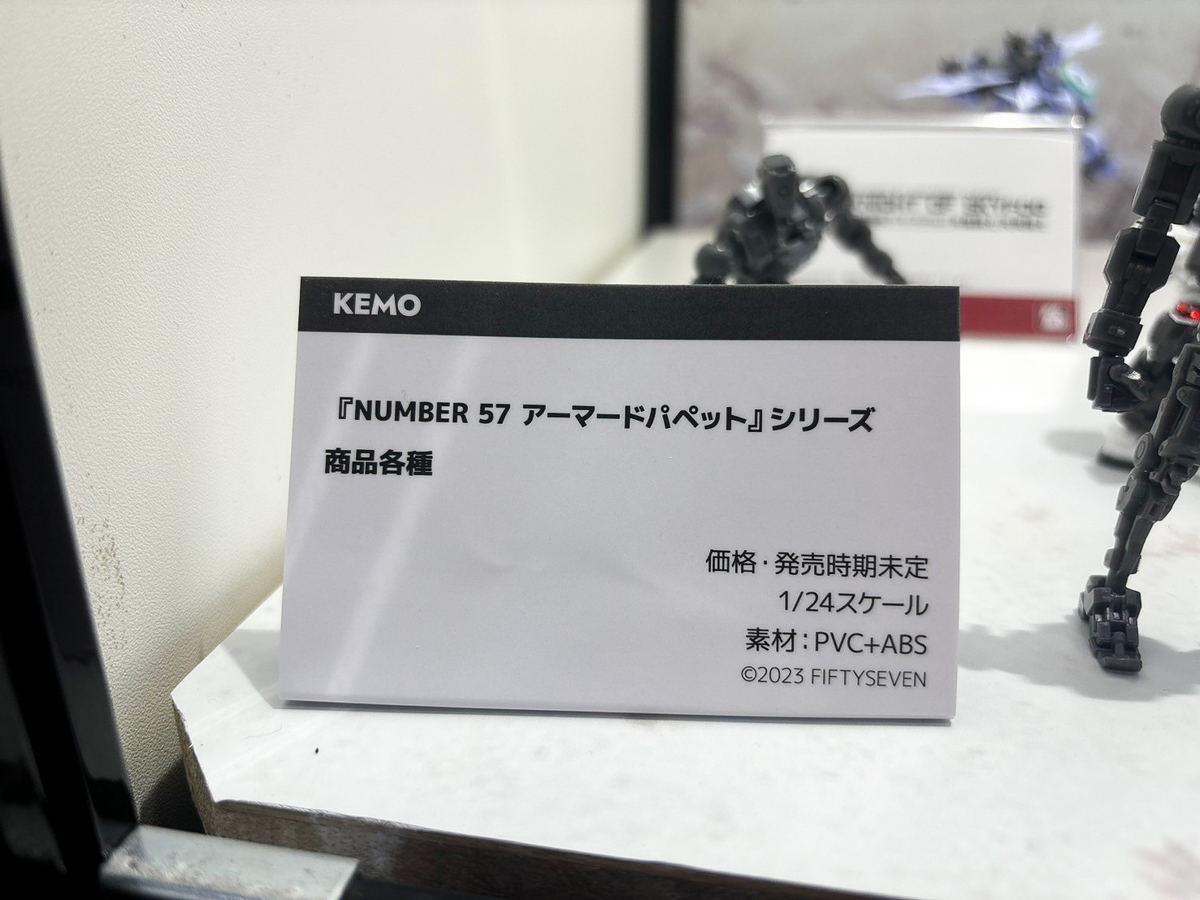 KEMO
『NUMBER 57 アーマードパペット』シリーズ
商品各種
価格・発売時期未定
1/24スケール
素材：PVC+ABS
©2023 FIFTYSEVEN